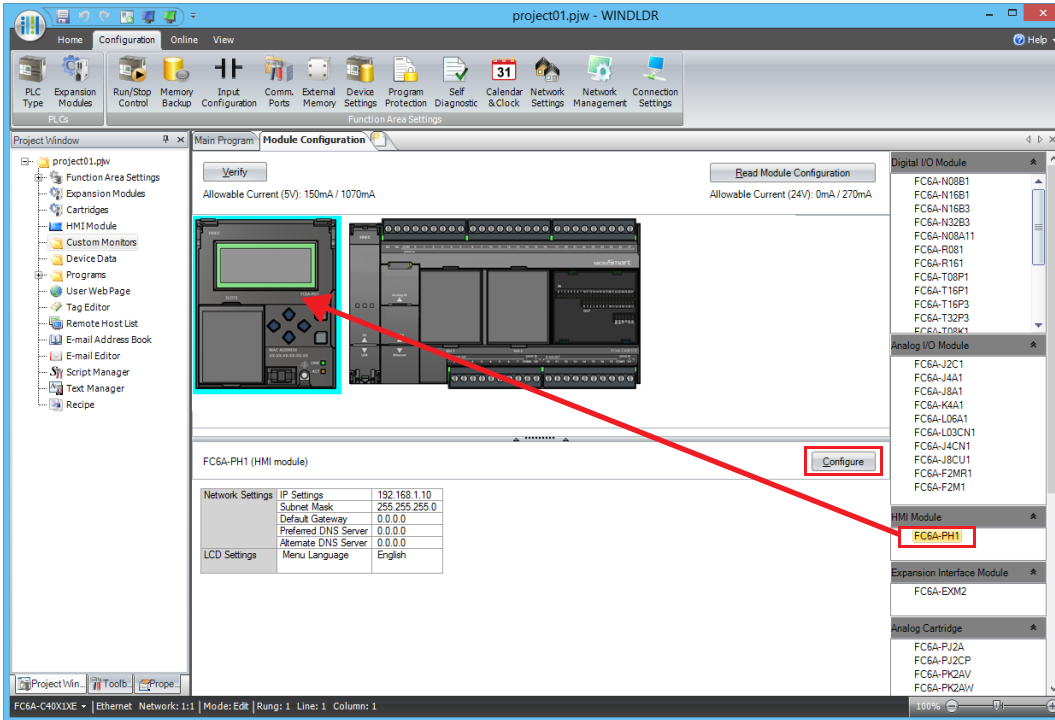 project01.pjw - WINDLDR
Home Configuration Online View Help
PLC Type
Expansion Modules
Run/Stop Control
Memory Backup
Input Configuration
Comm. Ports
External Memory
Device Settings
Program Protection
Self Diagnostic
31
Calendar & Clock
Network Settings
Network Management
Connection Settings
PLCs
Function Area Settings
Project Window
project01.pjw
Function Area Settings
Expansion Modules
Cartridges
HMI Module
Custom Monitors
Device Data
Programs
User Web Page
Tag Editor
Remote Host List
E-mail Address Book
E-mail Editor
Script Manager
Text Manager
Recipe
Project Win...
Toolb...
Prope...
Main Program Module Configuration
Verify
Read Module Configuration
Allowable Current (5V): 150mA / 1070mA
Allowable Current (24V): 0mA / 270mA
FC6A-PH1
MAC ADDRESS
FC6A-PH1 (HMI module)
Configure
Network Settings IP Settings 192.168.1.10
Subnet Mask 255.255.255.0
Default Gateway 0.0.0.0
Preferred DNS Server 0.0.0.0
Alternate DNS Server 0.0.0.0
LCD Settings Menu Language English
Digital I/O Module
FC6A-N08B1
FC6A-N16B1
FC6A-N16B3
FC6A-N32B3
FC6A-N08A11
FC6A-R081
FC6A-R161
FC6A-T08P1
FC6A-T16P1
FC6A-T16P3
FC6A-T32P3
FC6A-T08K1
Analog I/O Module
FC6A-J2C1
FC6A-J4A1
FC6A-J8A1
FC6A-K4A1
FC6A-L06A1
FC6A-L03CN1
FC6A-J4CN1
FC6A-J8CU1
FC6A-F2MR1
FC6A-F2M1
HMI Module
FC6A-PH1
Expansion Interface Module
FC6A-EXM2
Analog Cartridge
FC6A-PJ2A
FC6A-PJ2CP
FC6A-PK2AV
FC6A-PK2AW
FC6A-C40X1XE Ethernet Network: 1:1 Mode: Edit Rung: 1 Line: 1 Column: 1
100%